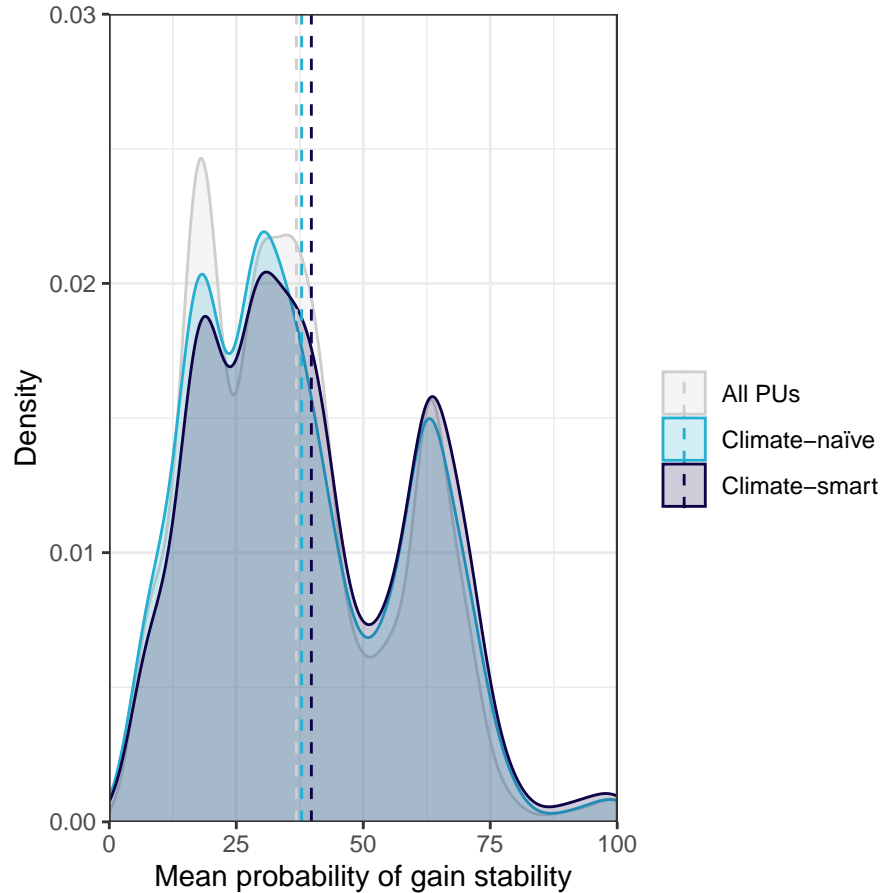 0.03
0.02
0.01
0.00
Density
0
25
50
75
100
Mean probability of gain stability
All PUs
Climate−naïve
Climate−smart